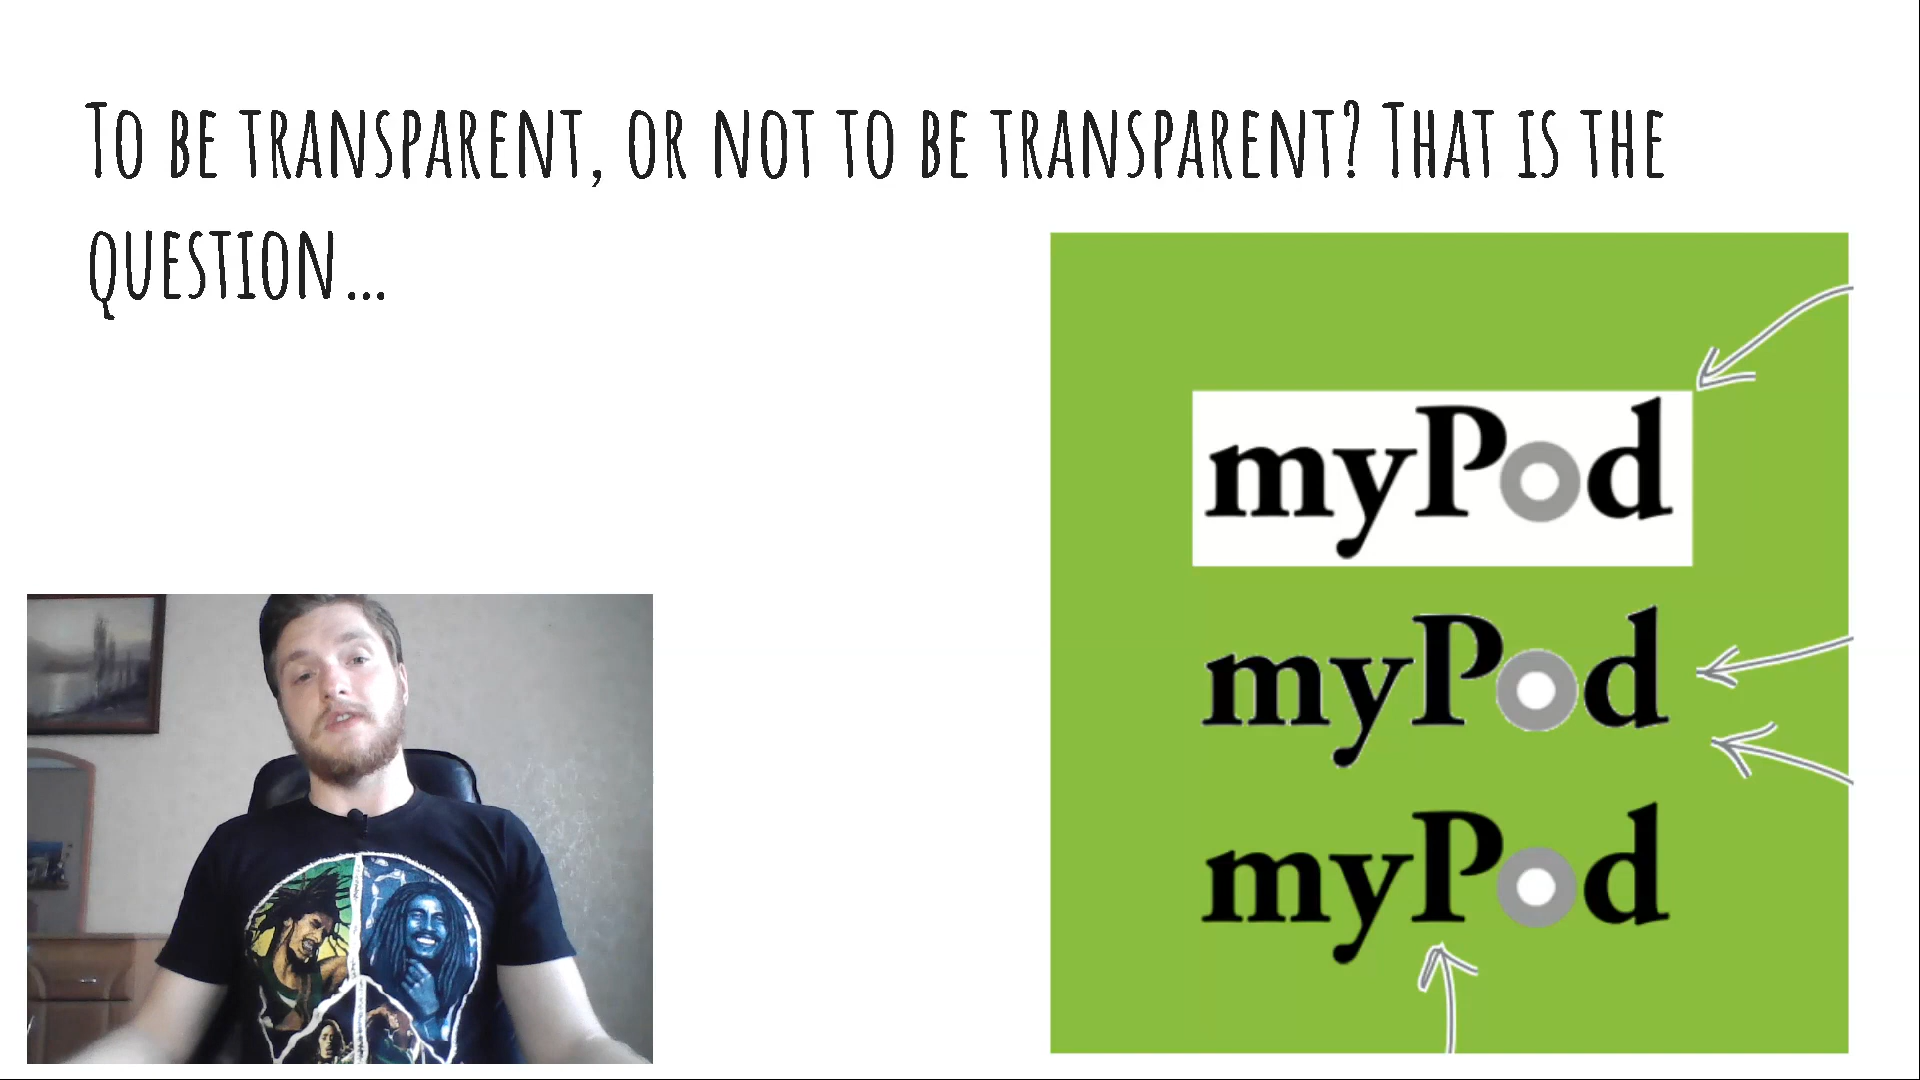 To be transparent, or not to be transparent? That is the
question...
myPod
myPod
myPod